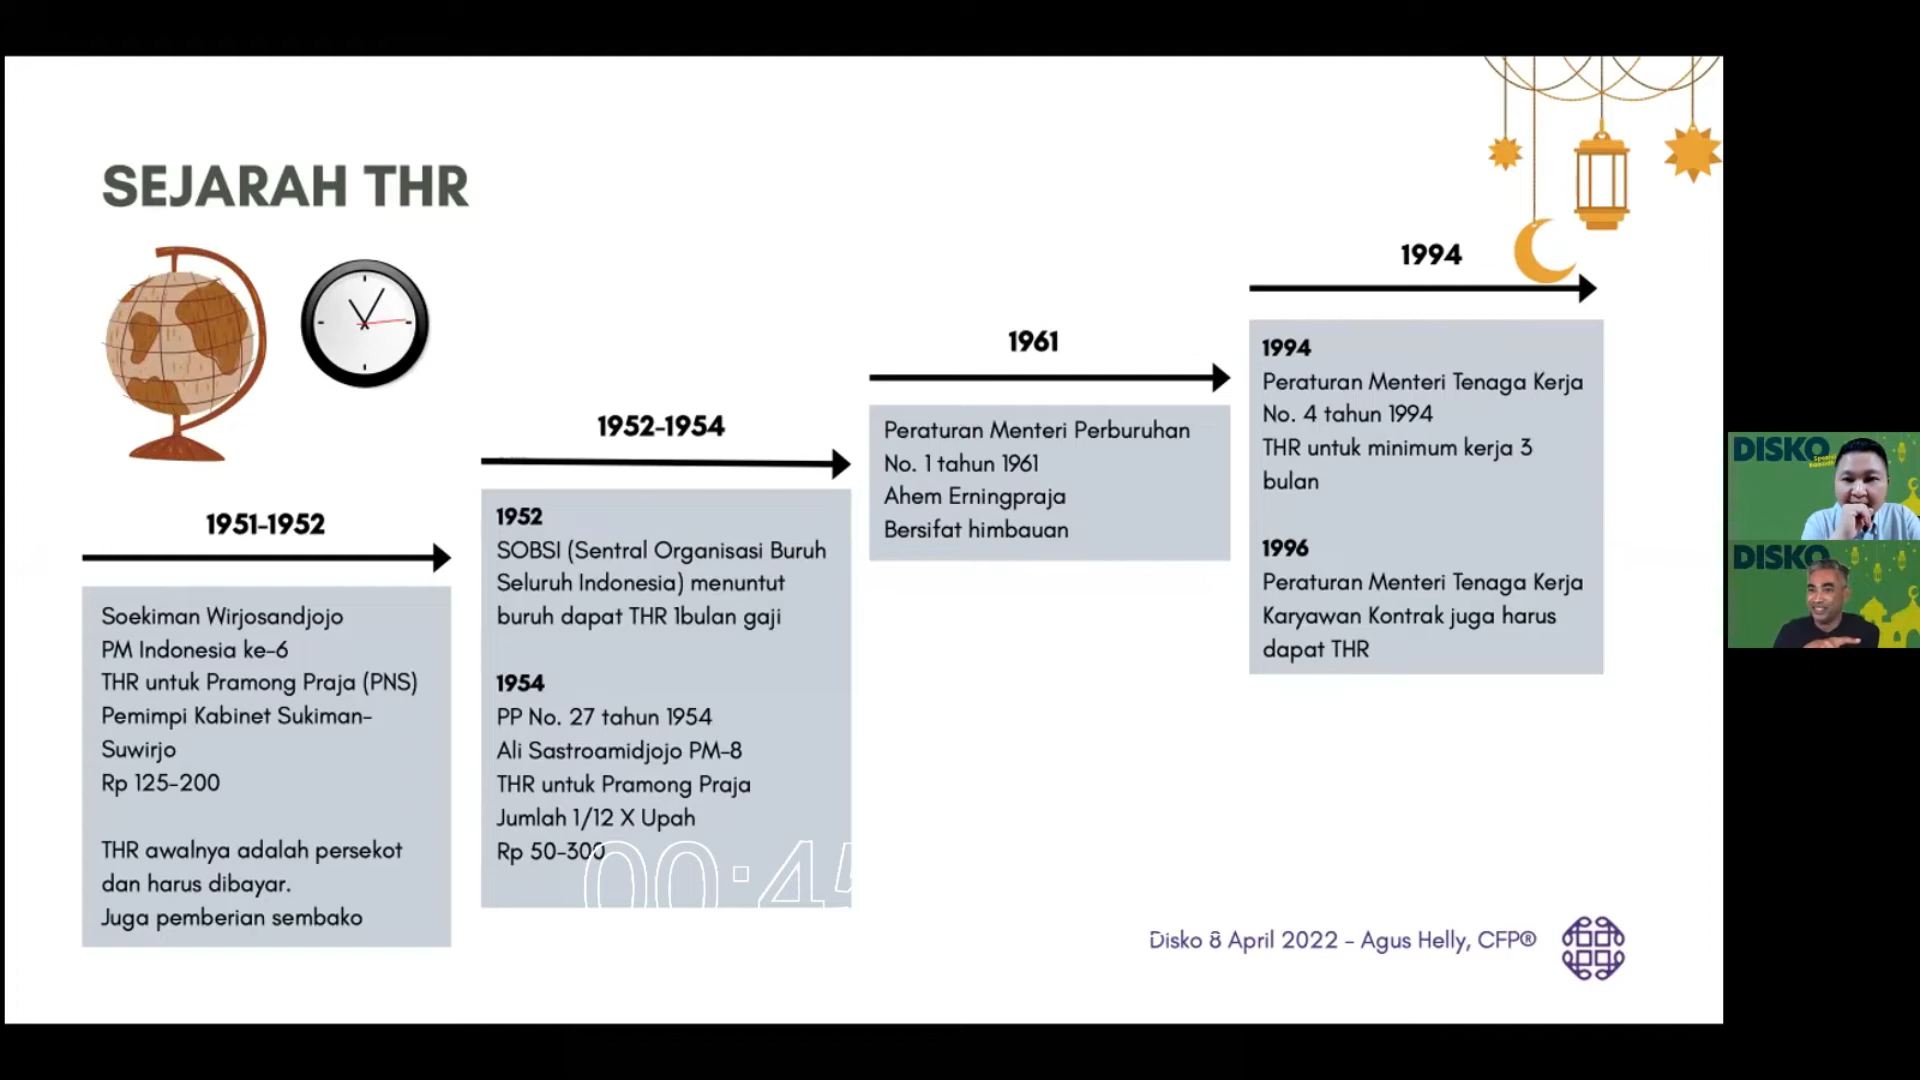 SEJARAH THR
1951-1952
Soekiman Wirjosandjojo
PM Indonesia ke-6
THR untuk Pramong Praja (PNS)
Pemimpi Kabinet Sukiman-
Suwirjo
Rp 125-200
THR awalnya adalah persekot
dan harus dibayar.
Juga pemberian sembako
1952-1954
1952
SOBSI (Sentral Organisasi Buruh
Seluruh Indonesia) menuntut
buruh dapat THR 1bulan gaji
1954
PP No. 27 tahun 1954
Ali Sastroamidjojo PM-8
THR untuk Pramong Praja
Jumlah 1/12 X Upah
Rp 50-300
00:45
1961
Peraturan Menteri Perburuhan
No. 1 tahun 1961
Ahem Erningpraja
Bersifat himbauan
1994
1994
Peraturan Menteri Tenaga Kerja
No. 4 tahun 1994
THR untuk minimum kerja 3
bulan
1996
Peraturan Menteri Tenaga Kerja
Karyawan Kontrak juga harus
dapat THR
Disko 8 April 2022 - Agus Helly, CFP®
DISKO
DISKO